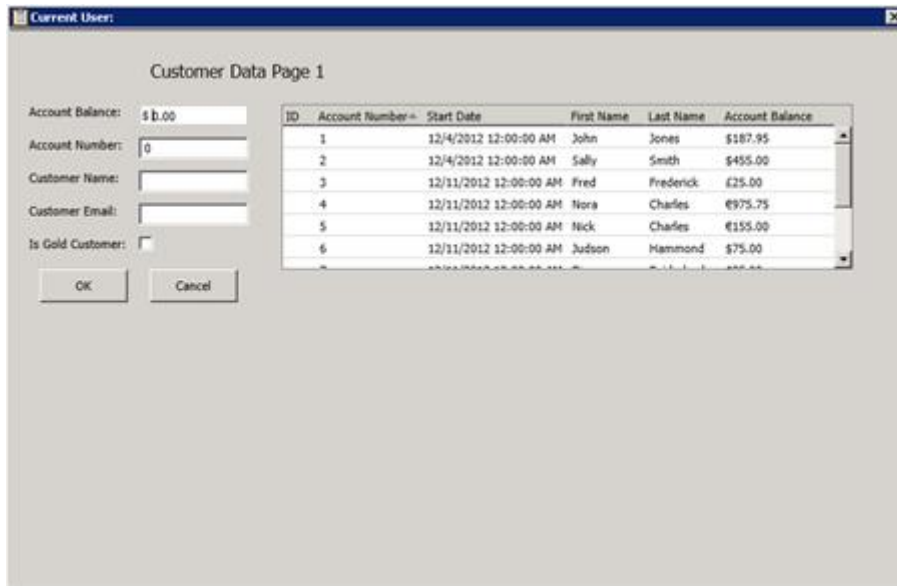 Current User:
Customer Data Page 1
Account Balance: $ 0.00
Account Number: 0
Customer Name:
Customer Email:
Is Gold Customer:
OK Cancel
ID Account Number Start Date First Name Last Name Account Balance
1 12/4/2012 12:00:00 AM John Jones $187.95
2 12/4/2012 12:00:00 AM Sally Smith $455.00
3 12/11/2012 12:00:00 AM Fred Frederick £25.00
4 12/11/2012 12:00:00 AM Nora Charles €975.75
5 12/11/2012 12:00:00 AM Nick Charles €155.00
6 12/11/2012 12:00:00 AM Judson Hammond $75.00